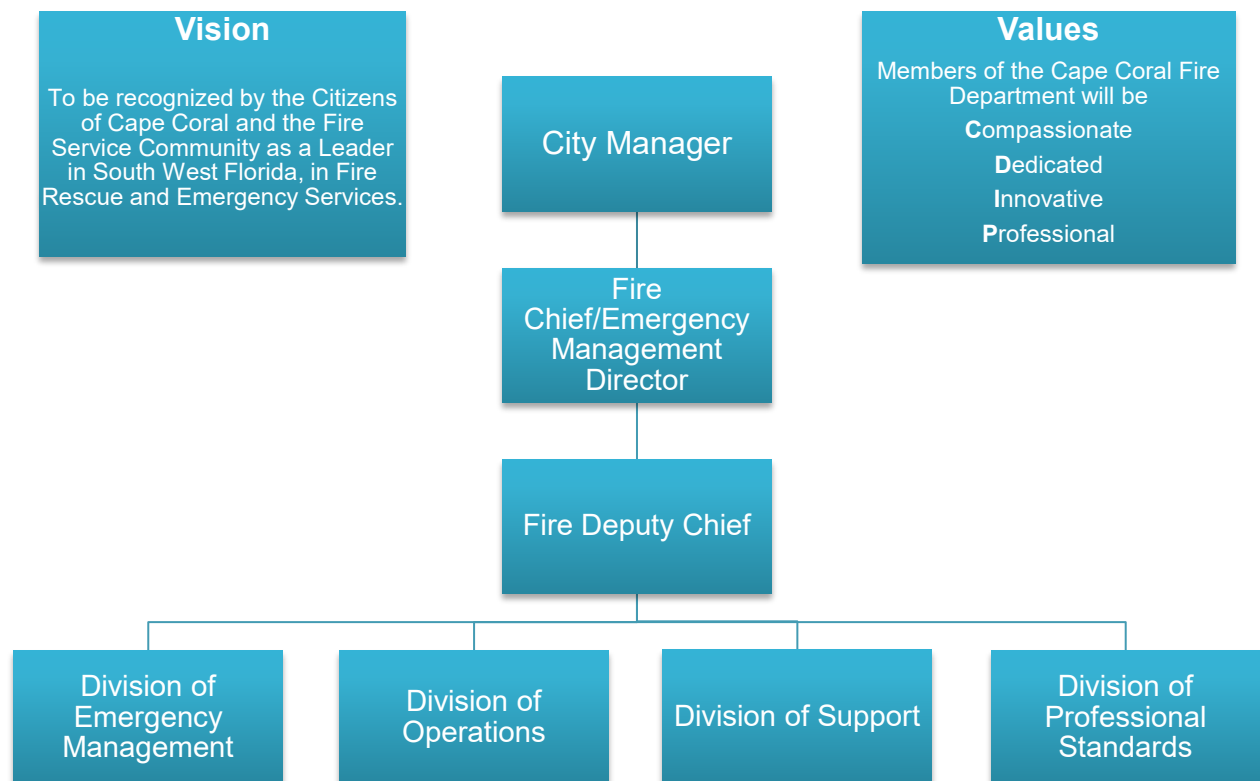 Vision
To be recognized by the Citizens
of Cape Coral and the Fire
Service Community as a Leader
in South West Florida, in Fire
Rescue and Emergency Services.
Values
Members of the Cape Coral Fire
Department will be
Compassionate
Dedicated
Innovative
Professional
City Manager
Fire
Chief/Emergency
Management
Director
Fire Deputy Chief
Division of
Emergency
Management
Division of
Operations
Division of Support
Division of
Professional
Standards